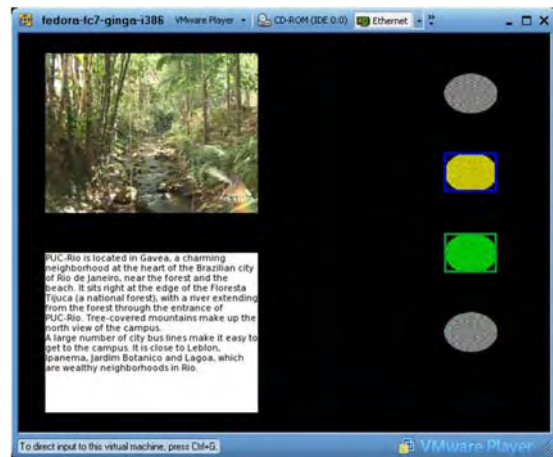 fedora-fc7-ginga-i386 VMware Player CD-ROM (IDE 0:0) Ethernet
PUC-Rio is located in Gavea, a charming
neighborhood at the heart of the Brazilian city
of Rio de Janeiro, near the forest and the
beach. It sits right at the edge of the Floresta
Tijuca (a national forest), with a river extending
from the forest through the entrance of
PUC-Rio. Tree-covered mountains make up the
north view of the campus.
A large number of city bus lines make it easy to
get to the campus. It is close to Leblon,
Ipanema, Jardim Botanico and Lagoa, which
are wealthy neighborhoods in Rio.
To direct input to this virtual machine, press Ctrl+G.
VMware Player